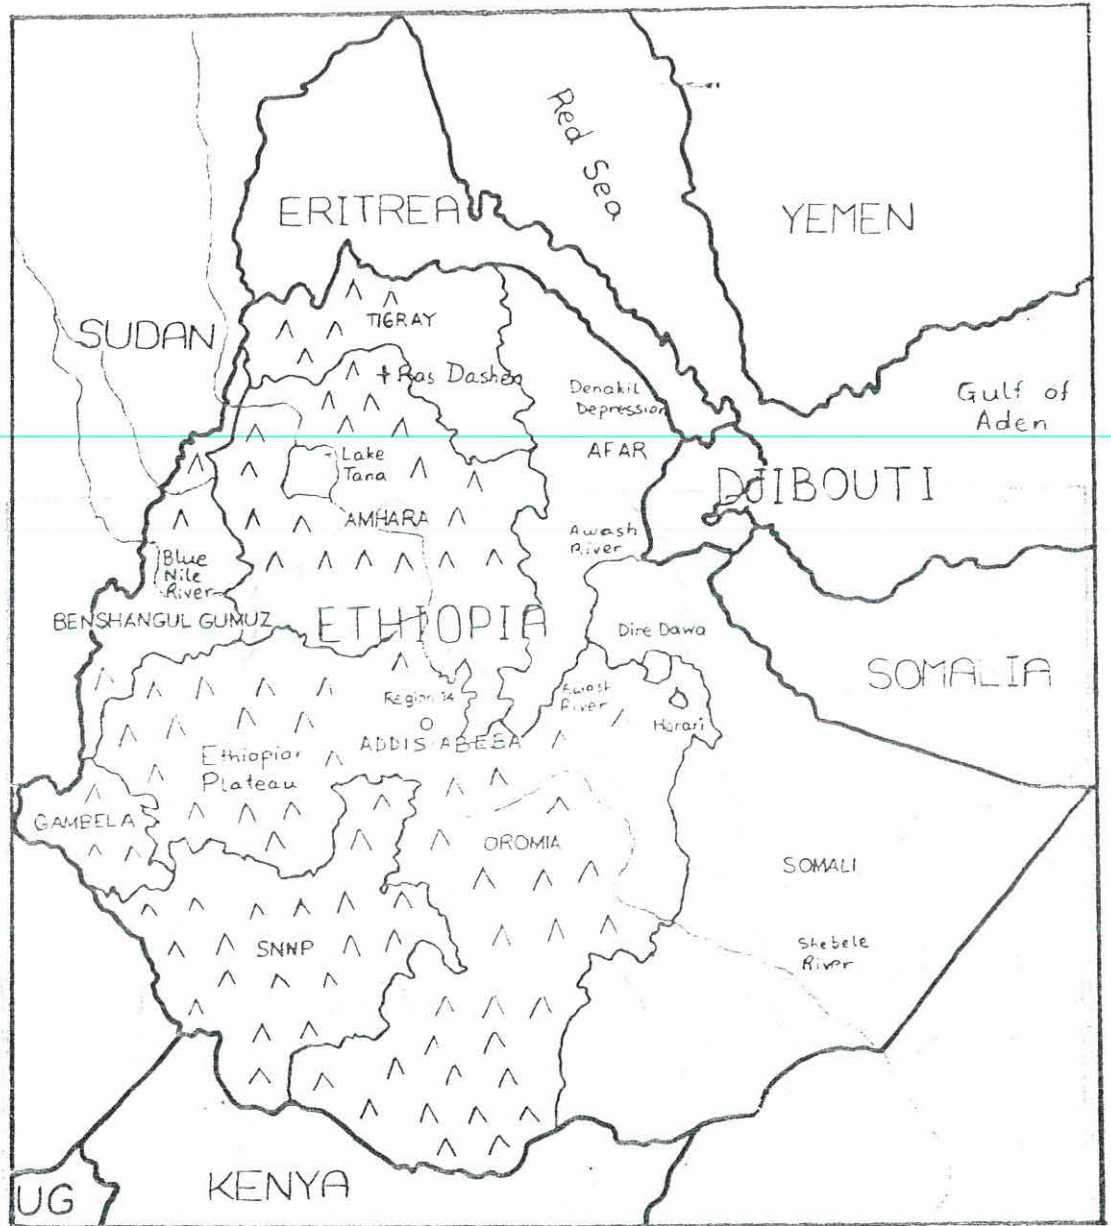 Red Sea
ERITREA
YEMEN
TIGRAY
SUDAN
+ Ras Dashen
Denakil
Depression
Gulf of
Aden
AFAR
Lake
Tana
DJIBOUTI
AMHARA
Awash
River
Blue
Nile
River
BENSHANGUL GUMUZ
ETHIOPIA
Dire Dawa
SOMALIA
Region 14
Awash
River
Harari
ADDIS ABEBA
Ethiopian
Plateau
GAMBELA
OROMIA
SOMALI
SNNP
Shebele
River
KENYA
UG